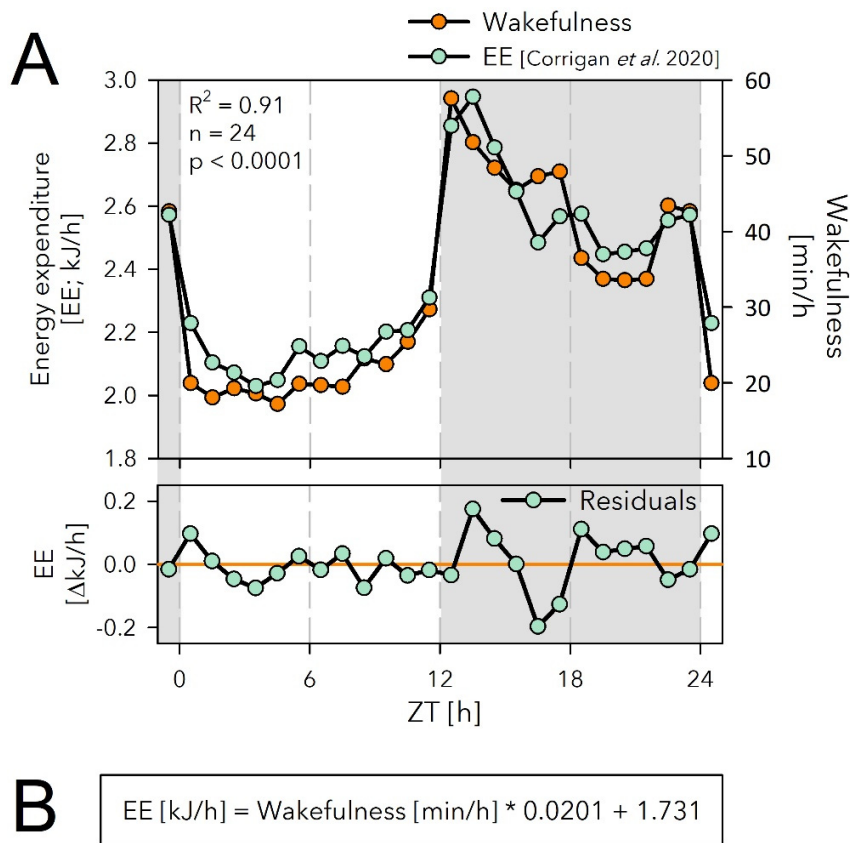 A
Wakefulness
EE [Corrigan et al. 2020]
R² = 0.91
n = 24
p < 0.0001
Energy expenditure
[EE; kJ/h]
3.0
2.8
2.6
2.4
2.2
2.0
1.8
60
50
40
30
20
10
Wakefulness
[min/h
Residuals
EE
[ΔkJ/h]
0.2
0.0
-0.2
0
6
12
18
24
ZT [h]
B
EE [kJ/h] = Wakefulness [min/h] * 0.0201 + 1.731